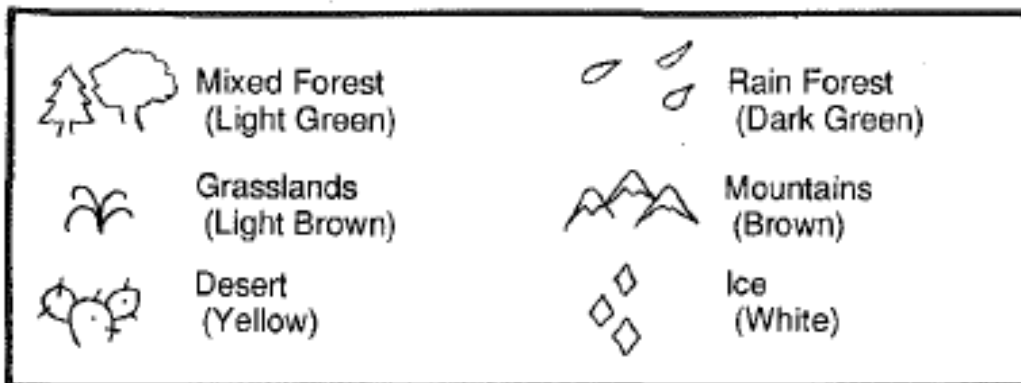 Mixed Forest
(Light Green)
Rain Forest
(Dark Green)
Grasslands
(Light Brown)
Mountains
(Brown)
Desert
(Yellow)
Ice
(White)